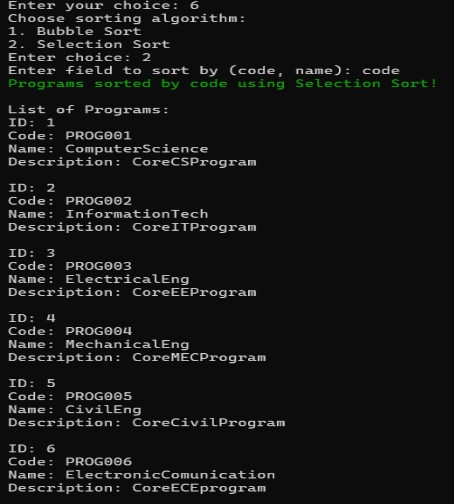 Enter your choice: 6
Choose sorting algorithm:
1. Bubble Sort
2. Selection Sort
Enter choice: 2
Enter field to sort by (code, name): code
Programs sorted by code using Selection Sort!
List of Programs:
ID: 1
Code: PROG001
Name: ComputerScience
Description: CoreCSProgram
ID: 2
Code: PROG002
Name: InformationTech
Description: CoreITProgram
ID: 3
Code: PROG003
Name: ElectricalEng
Description: CoreEEProgram
ID: 4
Code: PROG004
Name: MechanicalEng
Description: CoreMECProgram
ID: 5
Code: PROG005
Name: CivilEng
Description: CoreCivilProgram
ID: 6
Code: PROG006
Name: ElectronicComunication
Description: CoreECEprogram